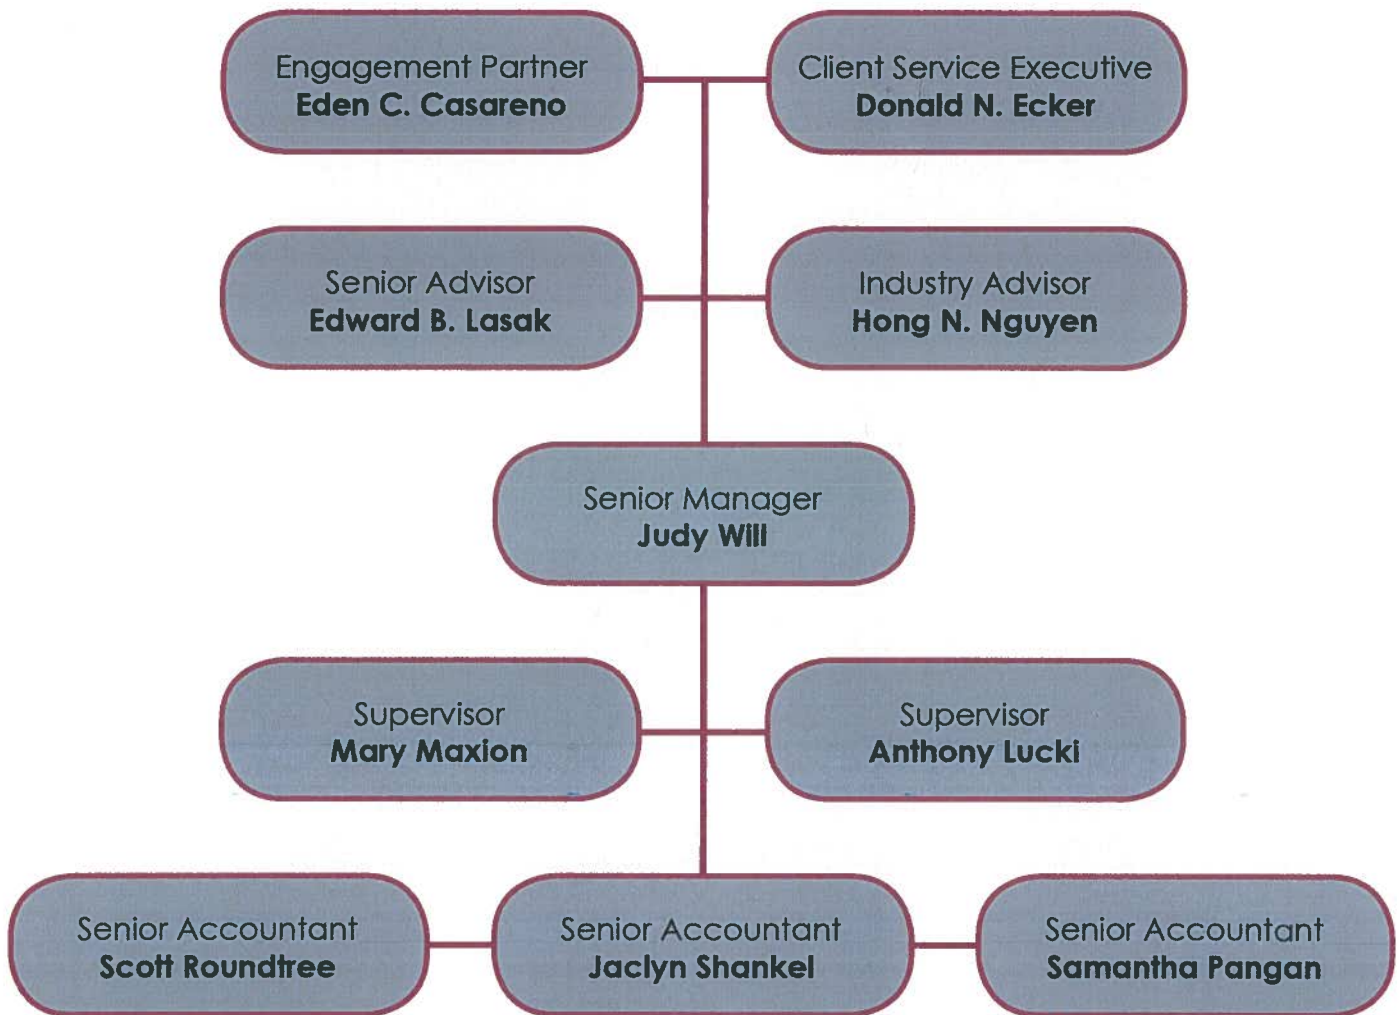 Engagement Partner
Eden C. Casareno
Client Service Executive
Donald N. Ecker
Senior Advisor
Edward B. Lasak
Industry Advisor
Hong N. Nguyen
Senior Manager
Judy Will
Supervisor
Mary Maxion
Supervisor
Anthony Lucki
Senior Accountant
Scott Roundtree
Senior Accountant
Jaclyn Shankel
Senior Accountant
Samantha Pangan